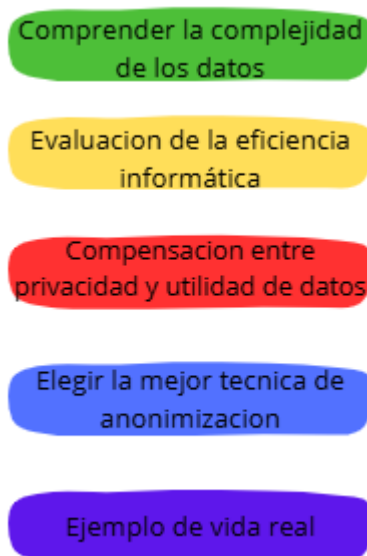 Comprender la complejidad
de los datos
Evaluacion de la eficiencia
informática
Compensacion entre
privacidad y utilidad de datos
Elegir la mejor tecnica de
anonimizacion
Ejemplo de vida real